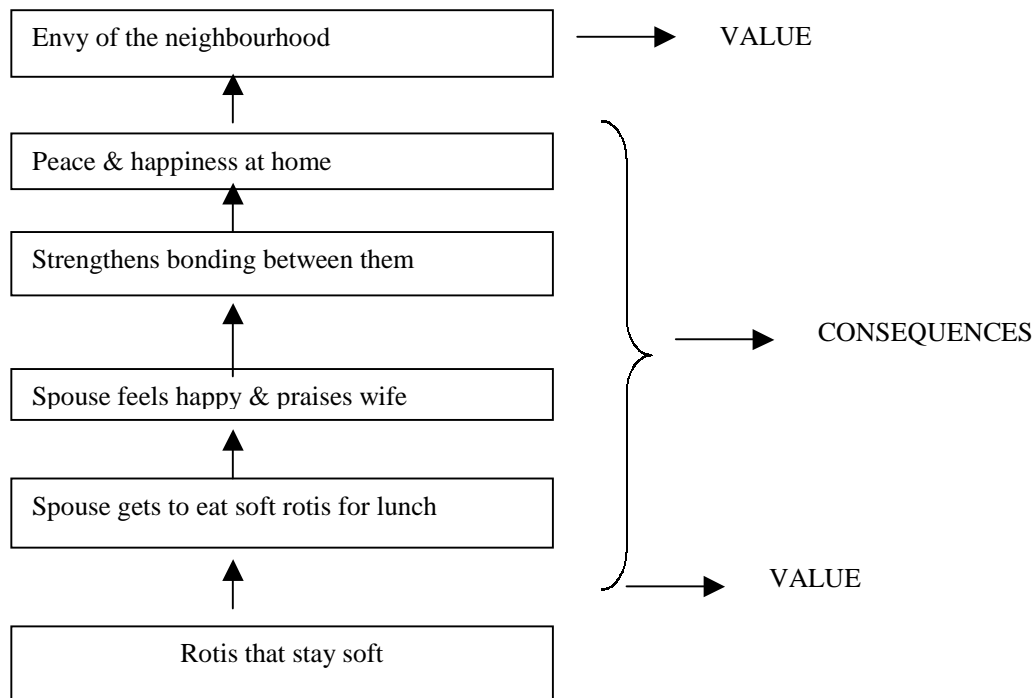 Envy of the neighbourhood
VALUE
Peace & happiness at home
Strengthens bonding between them
CONSEQUENCES
Spouse feels happy & praises wife
Spouse gets to eat soft rotis for lunch
VALUE
Rotis that stay soft